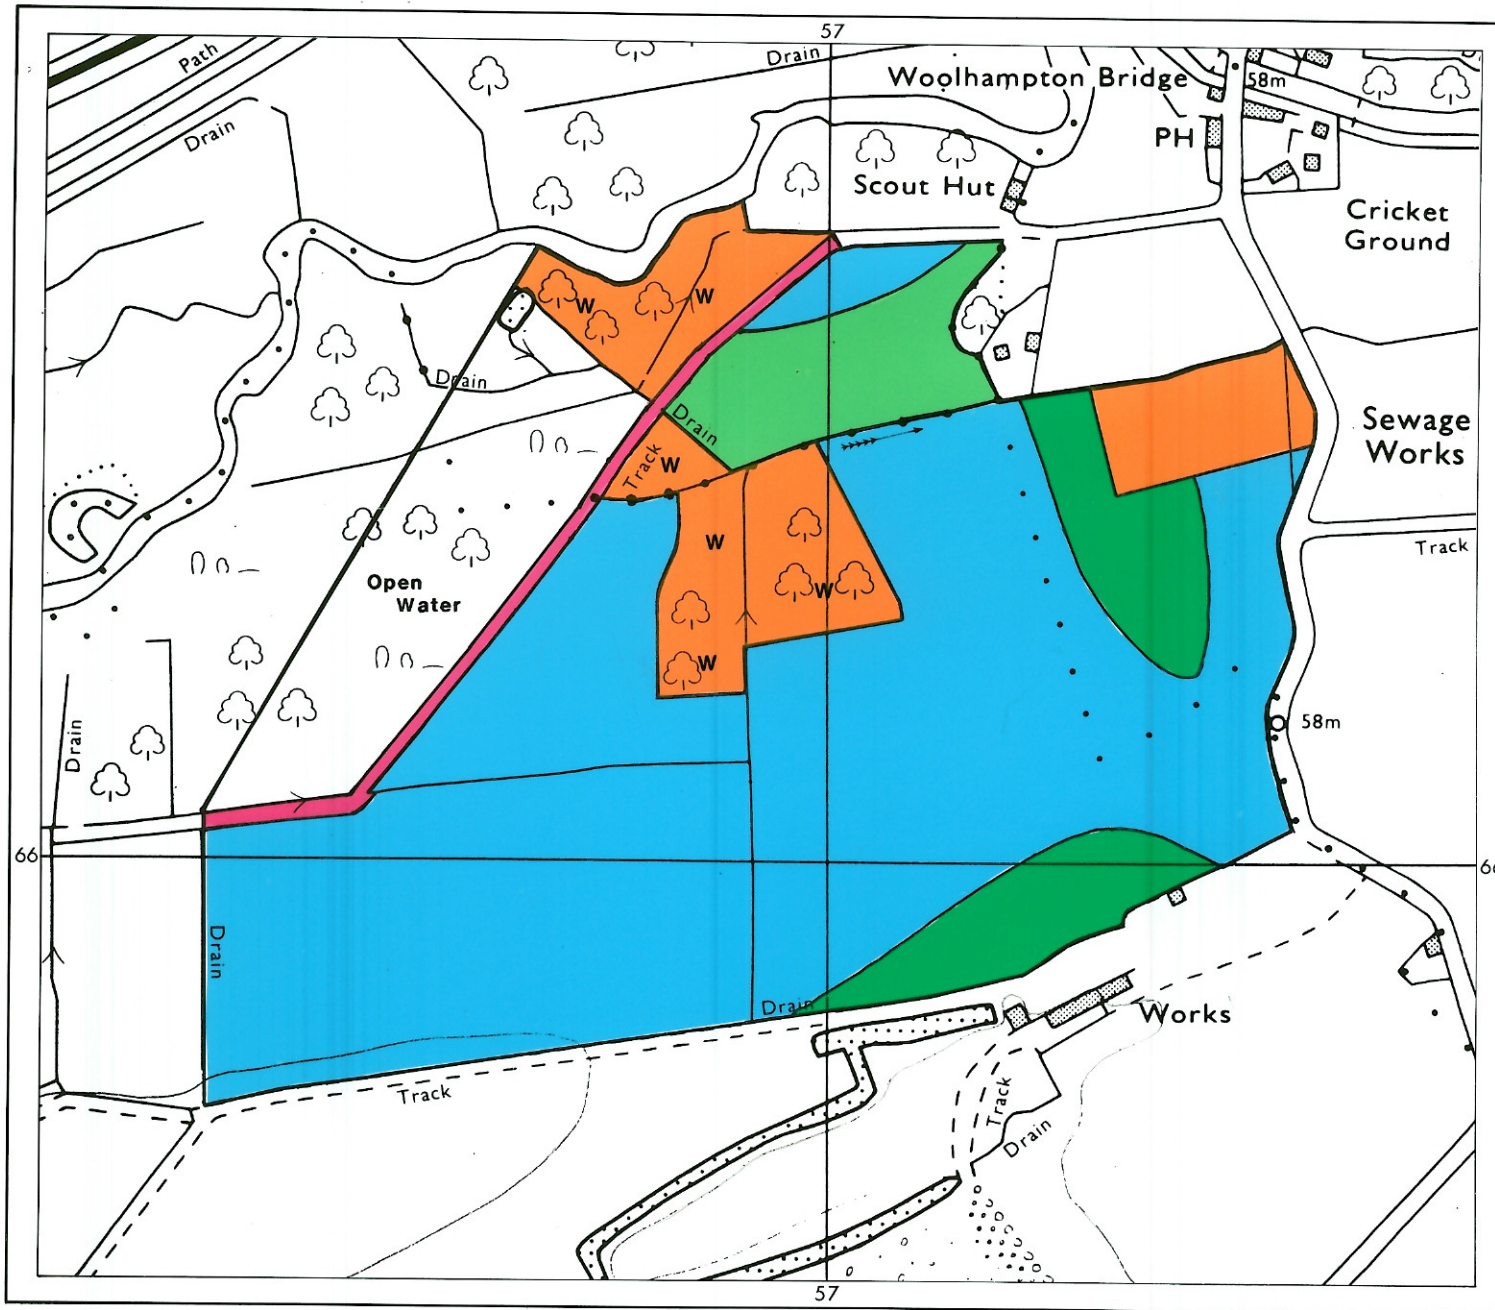 57
Path
Drain
Woolhampton Bridge
58m
Drain
PH
Scout Hut
Cricket
Ground
W
W
Drain
Drain
Sewage
Works
Track
W
W
Track
Open
Water
W
W
Drain
58m
66
66
Drain
Drain
Works
Track
Track
Drain
57